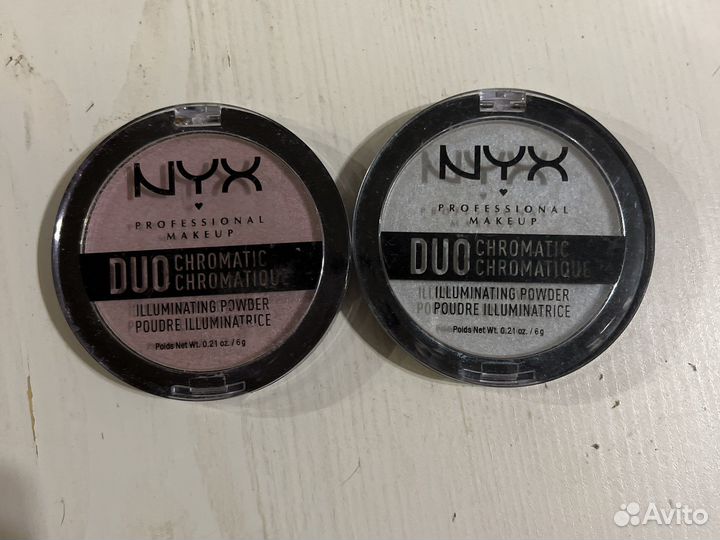 NYX
PROFESSIONAL
MAKEUP
DUO CHROMATIC
CHROMATIQUE
ILLUMINATING POWDER
POUDRE ILLUMINATRICE
Poids Net Wt. 0.21 oz. / 6g
NYX
PROFESSIONAL
MAKEUP
DUO CHROMATIC
CHROMATIQUE
ILLUMINATING POWDER
POUDRE ILLUMINATRICE
Poids Net Wt. 0.21 oz. / 6g
Avito